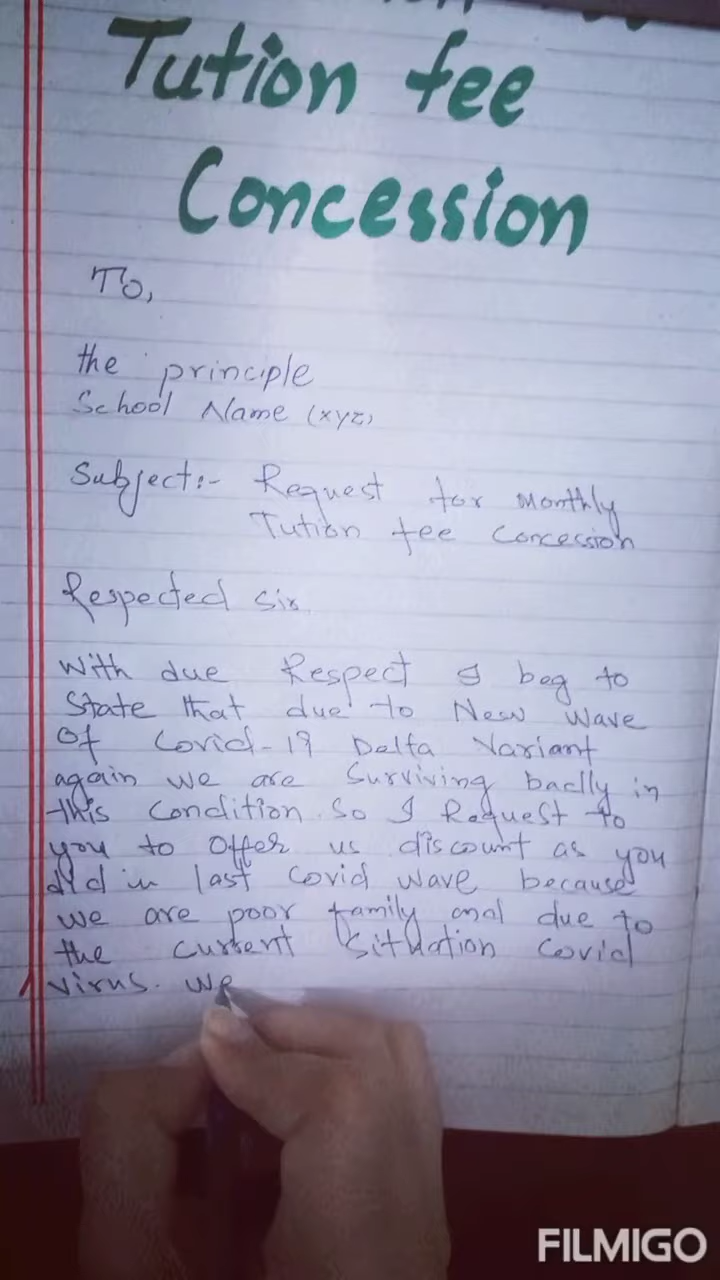 Tution fee
Concession
To,
the principle
School Name (xyz)
Subject:- Request for Monthly
Tution fee Concession
Respected Sir
With due Respect I beg to
State that due to New Wave
Of Covid-19 Delta Variant
again we are Surviving badly in
this Condition. So I Request to
you to Offer us discount as you
did in last Covid wave because
we are poor family and due to
the current Situation Covid
virus. we
FILMIGO